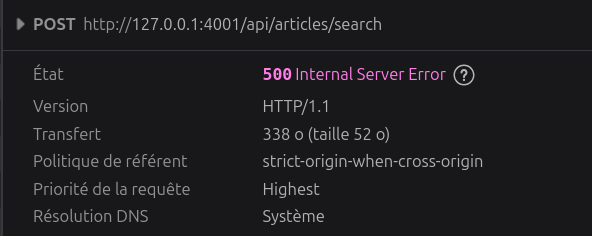 POST http://127.0.0.1:4001/api/articles/search
État 500 Internal Server Error ?
Version HTTP/1.1
Transfert 338 o (taille 52 o)
Politique de référent strict-origin-when-cross-origin
Priorité de la requête Highest
Résolution DNS Système